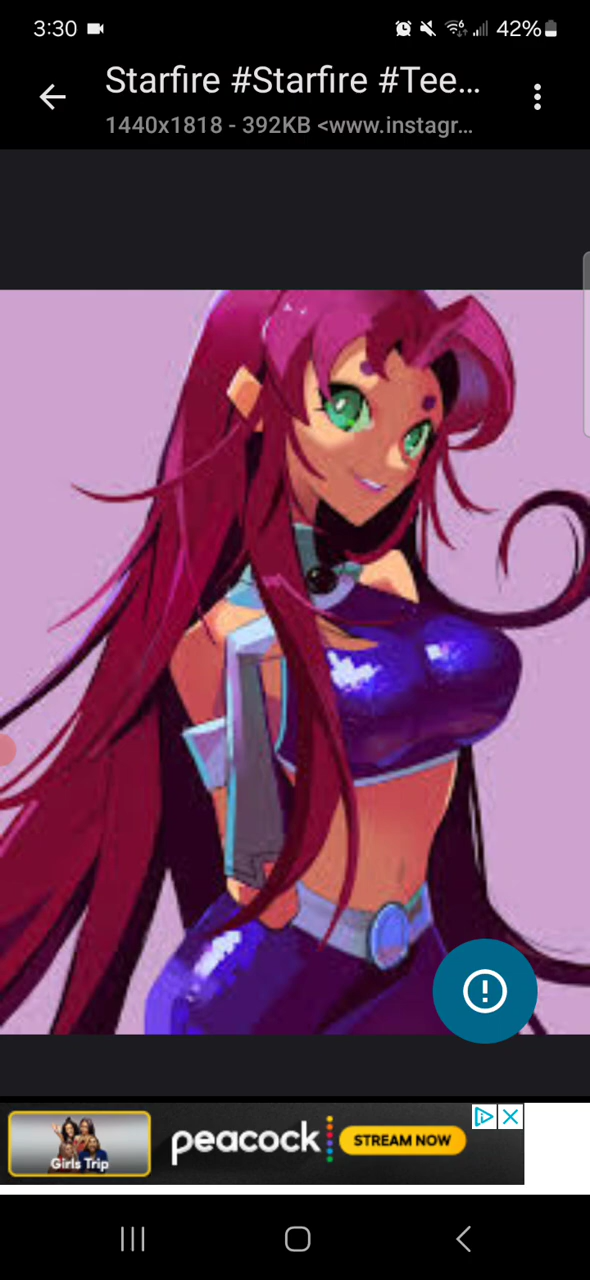 3:30
42%
Starfire #Starfire #Tee...
1440x1818 - 392KB <www.instagr...
Girls Trip
peacock
STREAM NOW